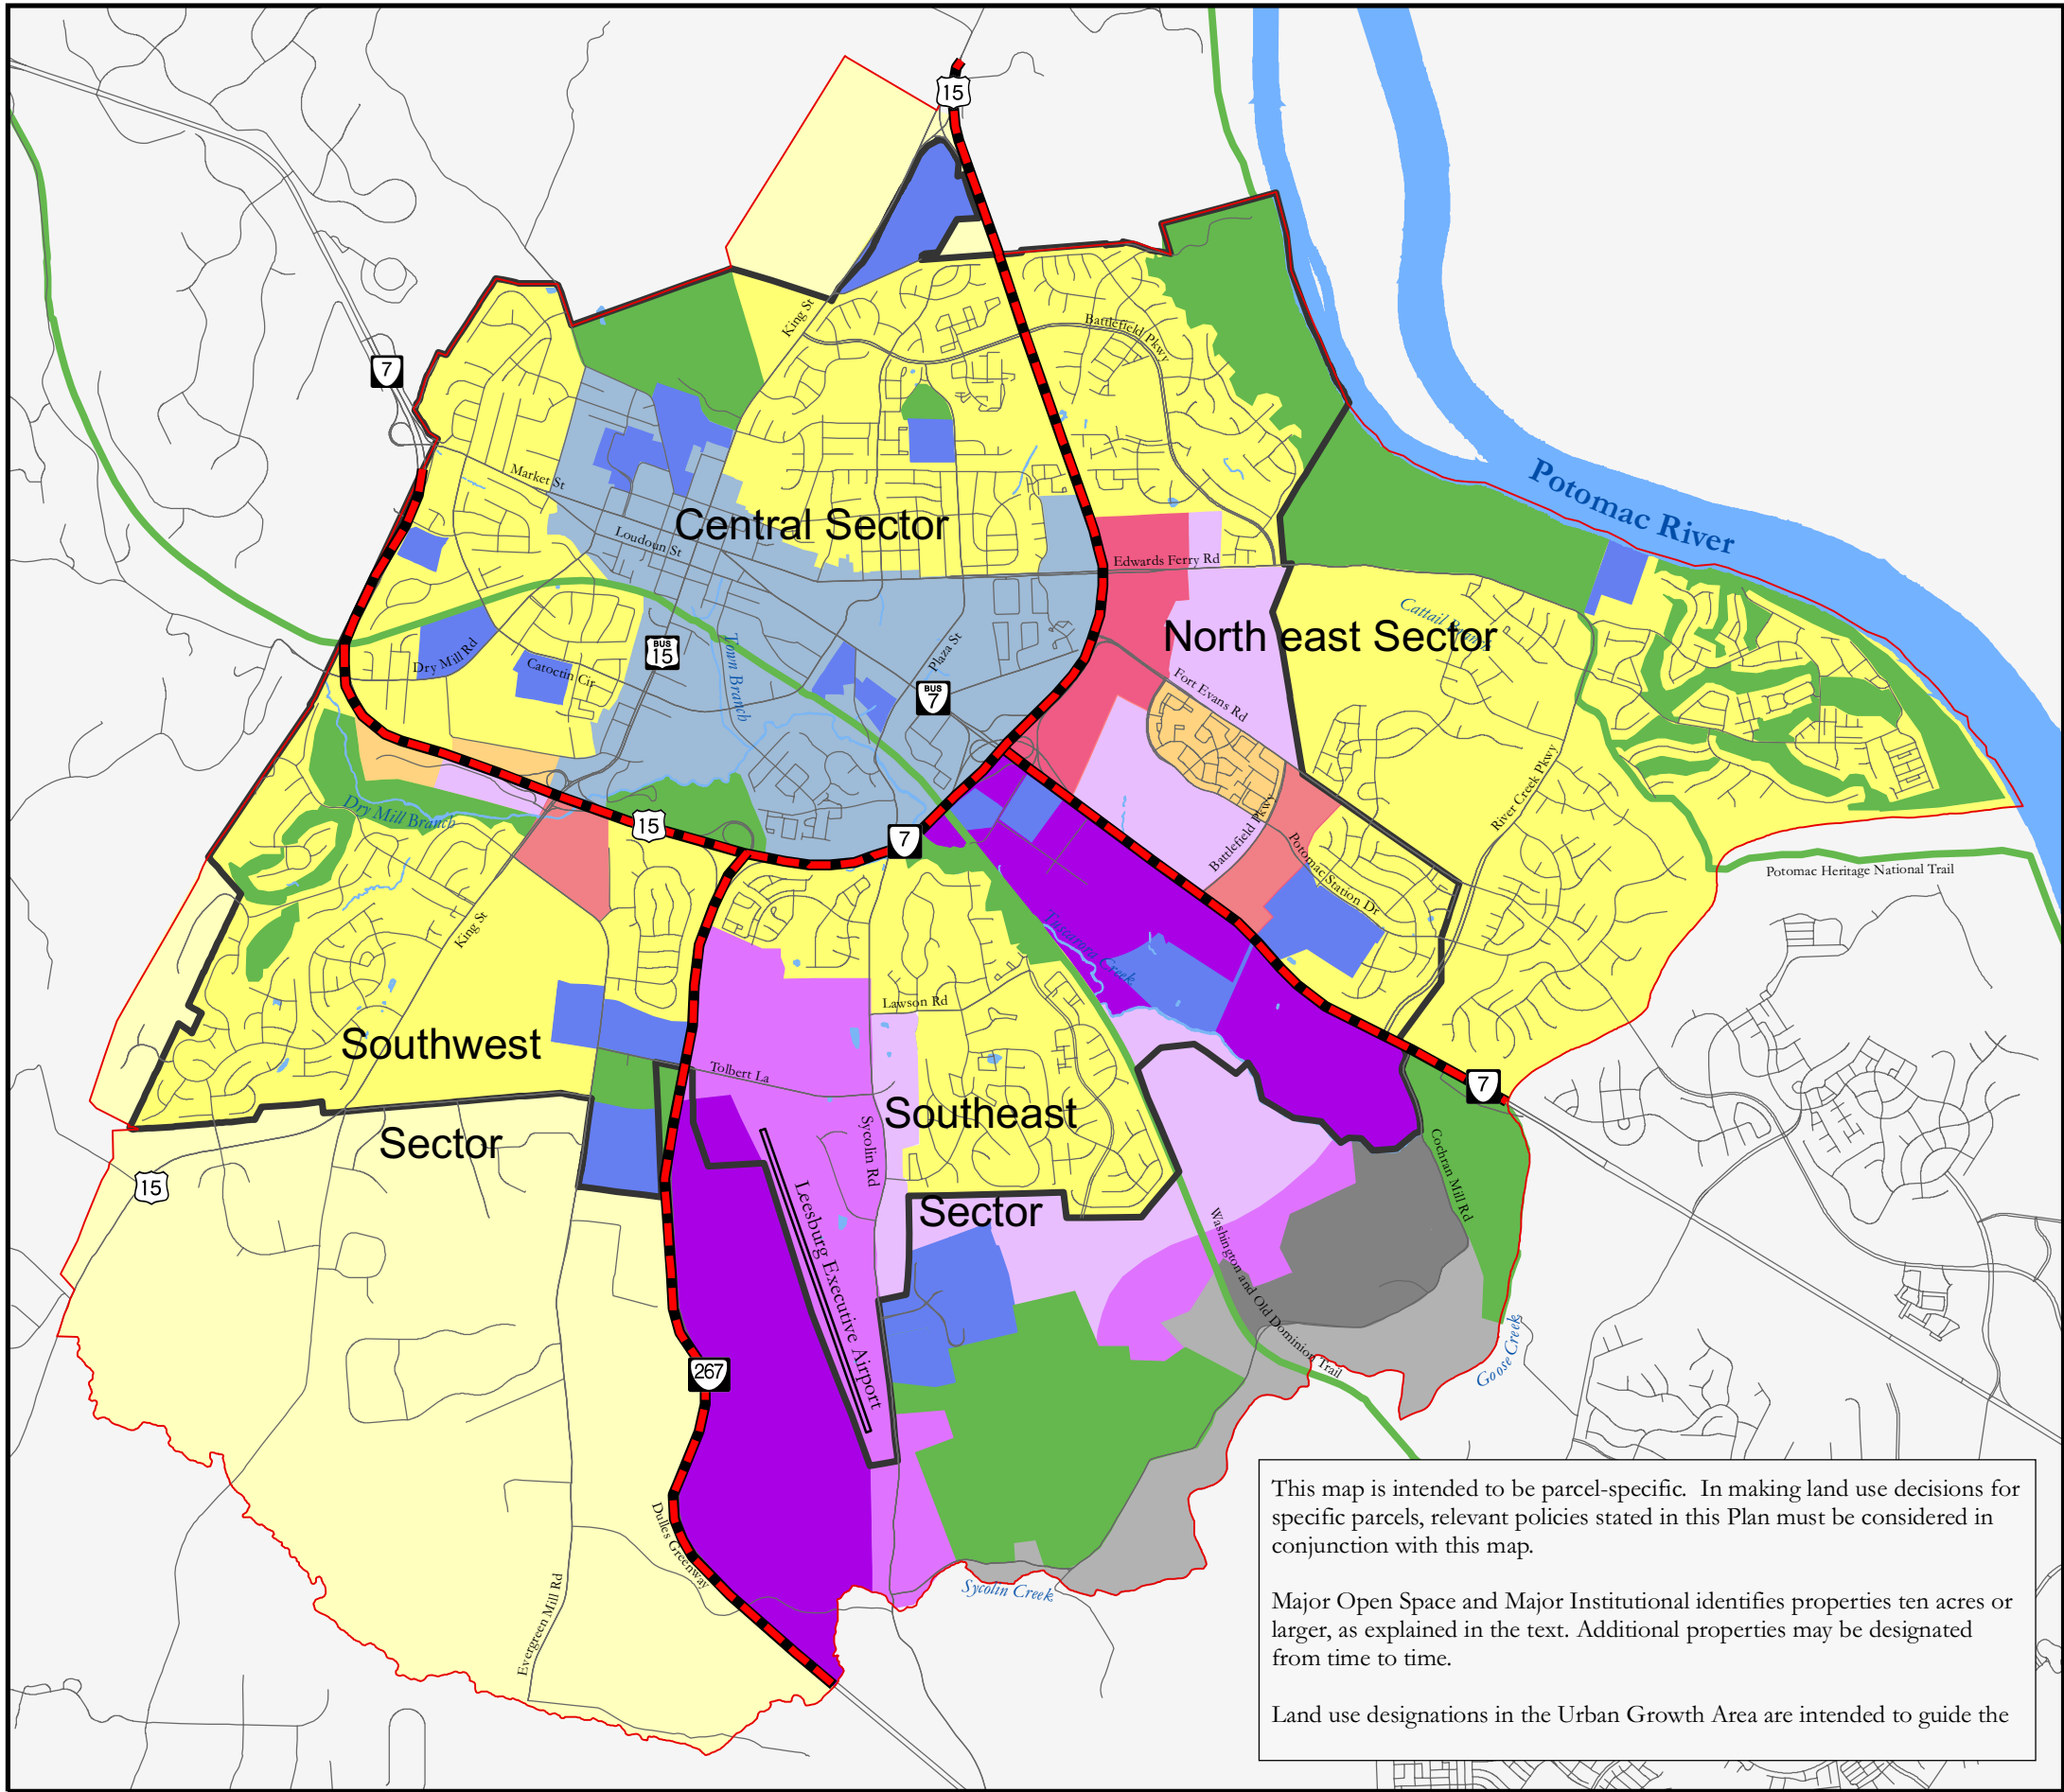 15
King St
Battlefield Pkwy
7
Market St
Potomac River
Central Sector
Loudoun St
Edwards Ferry Rd
Cattail Branch
North east Sector
BUS
15
Town Branch
Plaza St
Dry Mill Rd
Catoctin Cir
BUS
7
Fort Evans Rd
River Creek Pkwy
Dry Mill Branch
15
7
Battlefield Pkwy
Potomac Station Dr
Potomac Heritage National Trail
King St
Tuscarora Creek
Lawson Rd
Southwest
Sector
Tolbert La
7
Southeast
Sector
Sycolin Rd
Cochran Mill Rd
15
Leesburg Executive Airport
Washington and Old Dominion Trail
Goose Creek
267
Dulles Greenway
Evergreen Mill Rd
Sycolin Creek
This map is intended to be parcel-specific.  In making land use decisions for
specific parcels, relevant policies stated in this Plan must be considered in
conjunction with this map.
Major Open Space and Major Institutional identifies properties ten acres or
larger, as explained in the text. Additional properties may be designated
from time to time.
Land use designations in the Urban Growth Area are intended to guide the